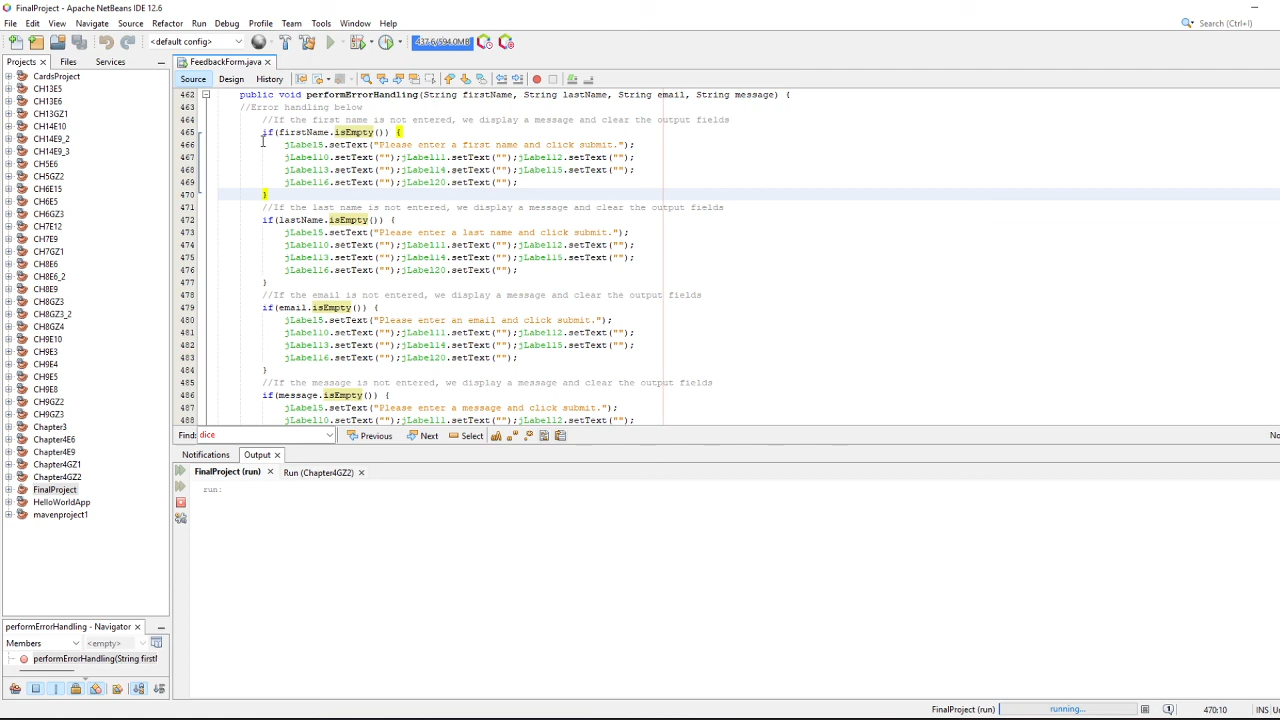 FinalProject - Apache NetBeans IDE 12.6
File Edit View Navigate Source Refactor Run Debug Profile Team Tools Window Help
Search (Ctrl+I)
<default config>
437.6/594.0MB
Projects Files Services
FeedbackForm.java
Source Design History
CardsProject
CH13E5
CH13E6
CH13GZ1
CH14E10
CH14E9_2
CH14E9_3
CH5E6
CH5GZ2
CH6E15
CH6E5
CH6GZ3
CH7E12
CH7E9
CH7GZ1
CH8E6
CH8E6_2
CH8E9
CH8GZ3
CH8GZ3_2
CH8GZ4
CH9E10
CH9E3
CH9E4
CH9E5
CH9E8
CH9GZ2
CH9GZ3
Chapter3
Chapter4E6
Chapter4E9
Chapter4GZ1
Chapter4GZ2
FinalProject
HelloWorldApp
mavenproject1
462 public void performErrorHandling(String firstName, String lastName, String email, String message) {
463 //Error handling below
464 //If the first name is not entered, we display a message and clear the output fields
465 if(firstName.isEmpty()) {
466 jLabel5.setText("Please enter a first name and click submit.");
467 jLabel10.setText("");jLabel11.setText("");jLabel12.setText("");
468 jLabel13.setText("");jLabel14.setText("");jLabel15.setText("");
469 jLabel16.setText("");jLabel20.setText("");
470 }
471 //If the last name is not entered, we display a message and clear the output fields
472 if(lastName.isEmpty()) {
473 jLabel5.setText("Please enter a last name and click submit.");
474 jLabel10.setText("");jLabel11.setText("");jLabel12.setText("");
475 jLabel13.setText("");jLabel14.setText("");jLabel15.setText("");
476 jLabel16.setText("");jLabel20.setText("");
477 }
478 //If the email is not entered, we display a message and clear the output fields
479 if(email.isEmpty()) {
480 jLabel5.setText("Please enter an email and click submit.");
481 jLabel10.setText("");jLabel11.setText("");jLabel12.setText("");
482 jLabel13.setText("");jLabel14.setText("");jLabel15.setText("");
483 jLabel16.setText("");jLabel20.setText("");
484 }
485 //If the message is not entered, we display a message and clear the output fields
486 if(message.isEmpty()) {
487 jLabel5.setText("Please enter a message and click submit.");
488 jLabel10.setText("");jLabel11.setText("");jLabel12.setText("");
Find: dice Previous Next Select
Notifications Output
FinalProject (run) Run (Chapter4GZ2)
run:
performErrorHandling - Navigator
Members <empty>
performErrorHandling(String firstl
FinalProject (run) running... 470:10 INS